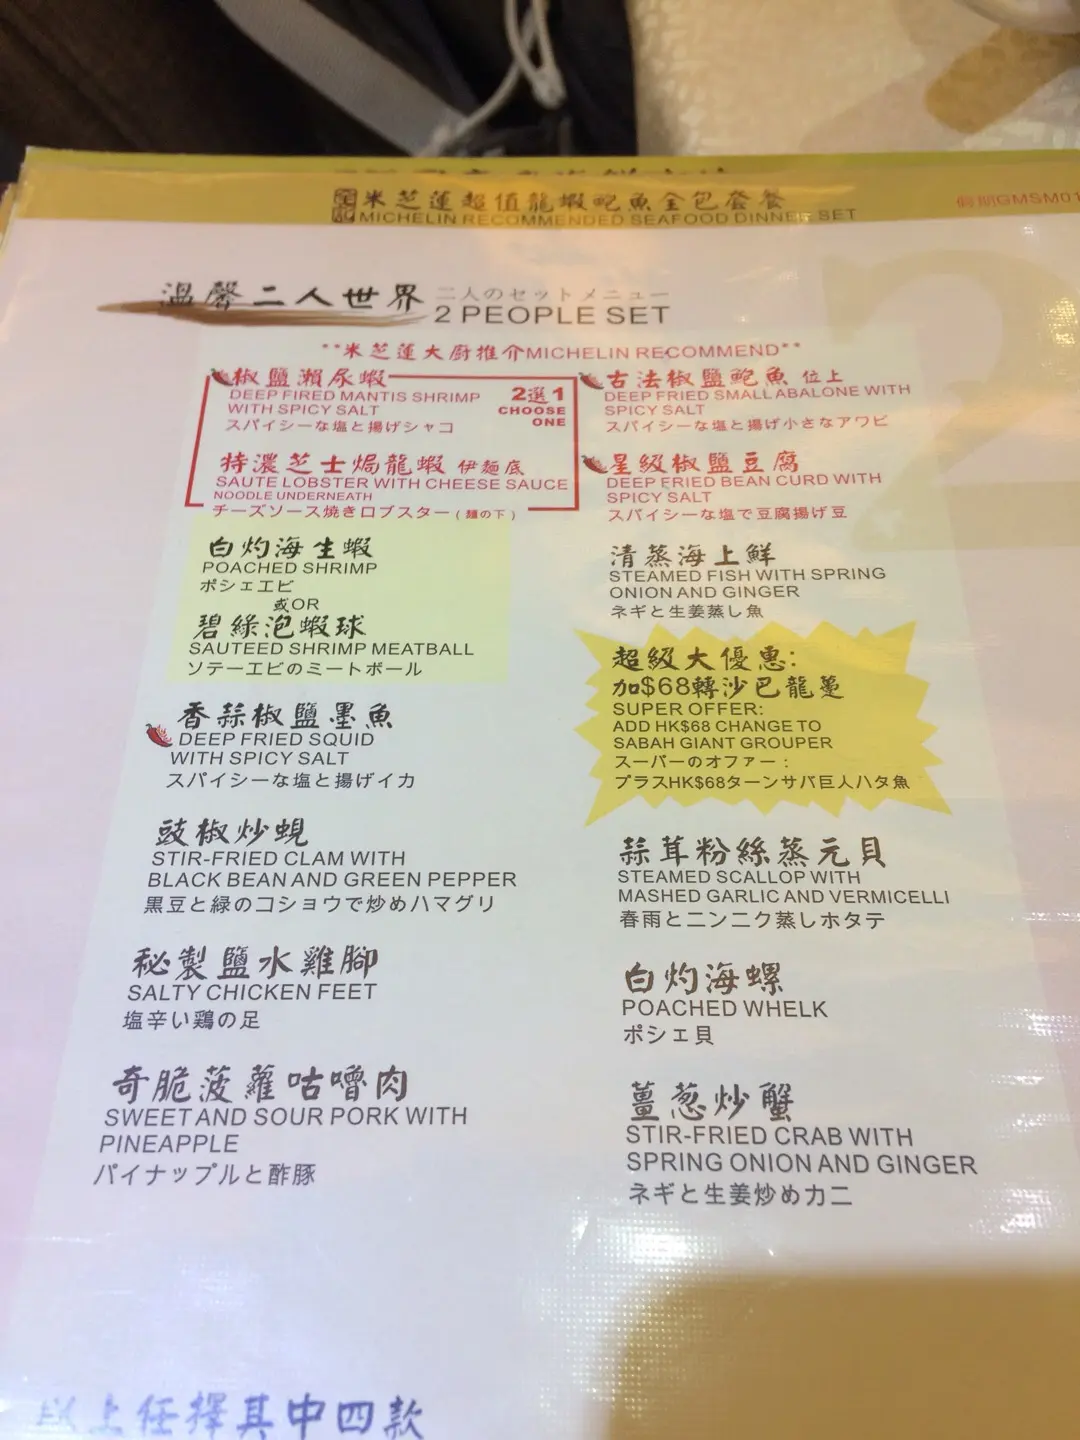 米芝蓮超值龍蝦鮑魚全包套餐
MICHELIN RECOMMENDED SEAFOOD DINNER SET
GMSM01
溫馨二人世界
二人のセットメニュー
2 PEOPLE SET
**米芝蓮大廚推介MICHELIN RECOMMEND**
椒鹽瀨尿蝦
DEEP FIRED MANTIS SHRIMP
WITH SPICY SALT
スパイシーな塩と揚げシャコ
2選1
CHOOSE
ONE
特濃芝士焗龍蝦 伊麵底
SAUTE LOBSTER WITH CHEESE SAUCE
NOODLE UNDERNEATH
チーズソース焼きロブスター（麺の下）
白灼海生蝦
POACHED SHRIMP
ポシェエビ
或OR
碧綠泡蝦球
SAUTEED SHRIMP MEATBALL
ソテーエビのミートボール
香蒜椒鹽墨魚
DEEP FRIED SQUID
WITH SPICY SALT
スパイシーな塩と揚げイカ
豉椒炒蜆
STIR-FRIED CLAM WITH
BLACK BEAN AND GREEN PEPPER
黒豆と緑のコショウで炒めハマグリ
秘製鹽水雞腳
SALTY CHICKEN FEET
塩辛い鶏の足
奇脆菠蘿咕嚕肉
SWEET AND SOUR PORK WITH
PINEAPPLE
パイナップルと酢豚
古法椒鹽鮑魚 位上
DEEP FRIED SMALL ABALONE WITH
SPICY SALT
スパイシーな塩と揚げ小さなアワビ
星級椒鹽豆腐
DEEP FRIED BEAN CURD WITH
SPICY SALT
スパイシーな塩で豆腐揚げ豆
清蒸海上鮮
STEAMED FISH WITH SPRING
ONION AND GINGER
ネギと生姜蒸し魚
超級大優惠:
加$68轉沙巴龍躉
SUPER OFFER:
ADD HK$68 CHANGE TO
SABAH GIANT GROUPER
スーパーのオファー：
プラスHK$68ターンサバ巨人ハタ魚
蒜茸粉絲蒸元貝
STEAMED SCALLOP WITH
MASHED GARLIC AND VERMICELLI
春雨とニンニク蒸しホタテ
白灼海螺
POACHED WHELK
ポシェ貝
薑葱炒蟹
STIR-FRIED CRAB WITH
SPRING ONION AND GINGER
ネギと生姜炒めカニ
以上任擇其中四款